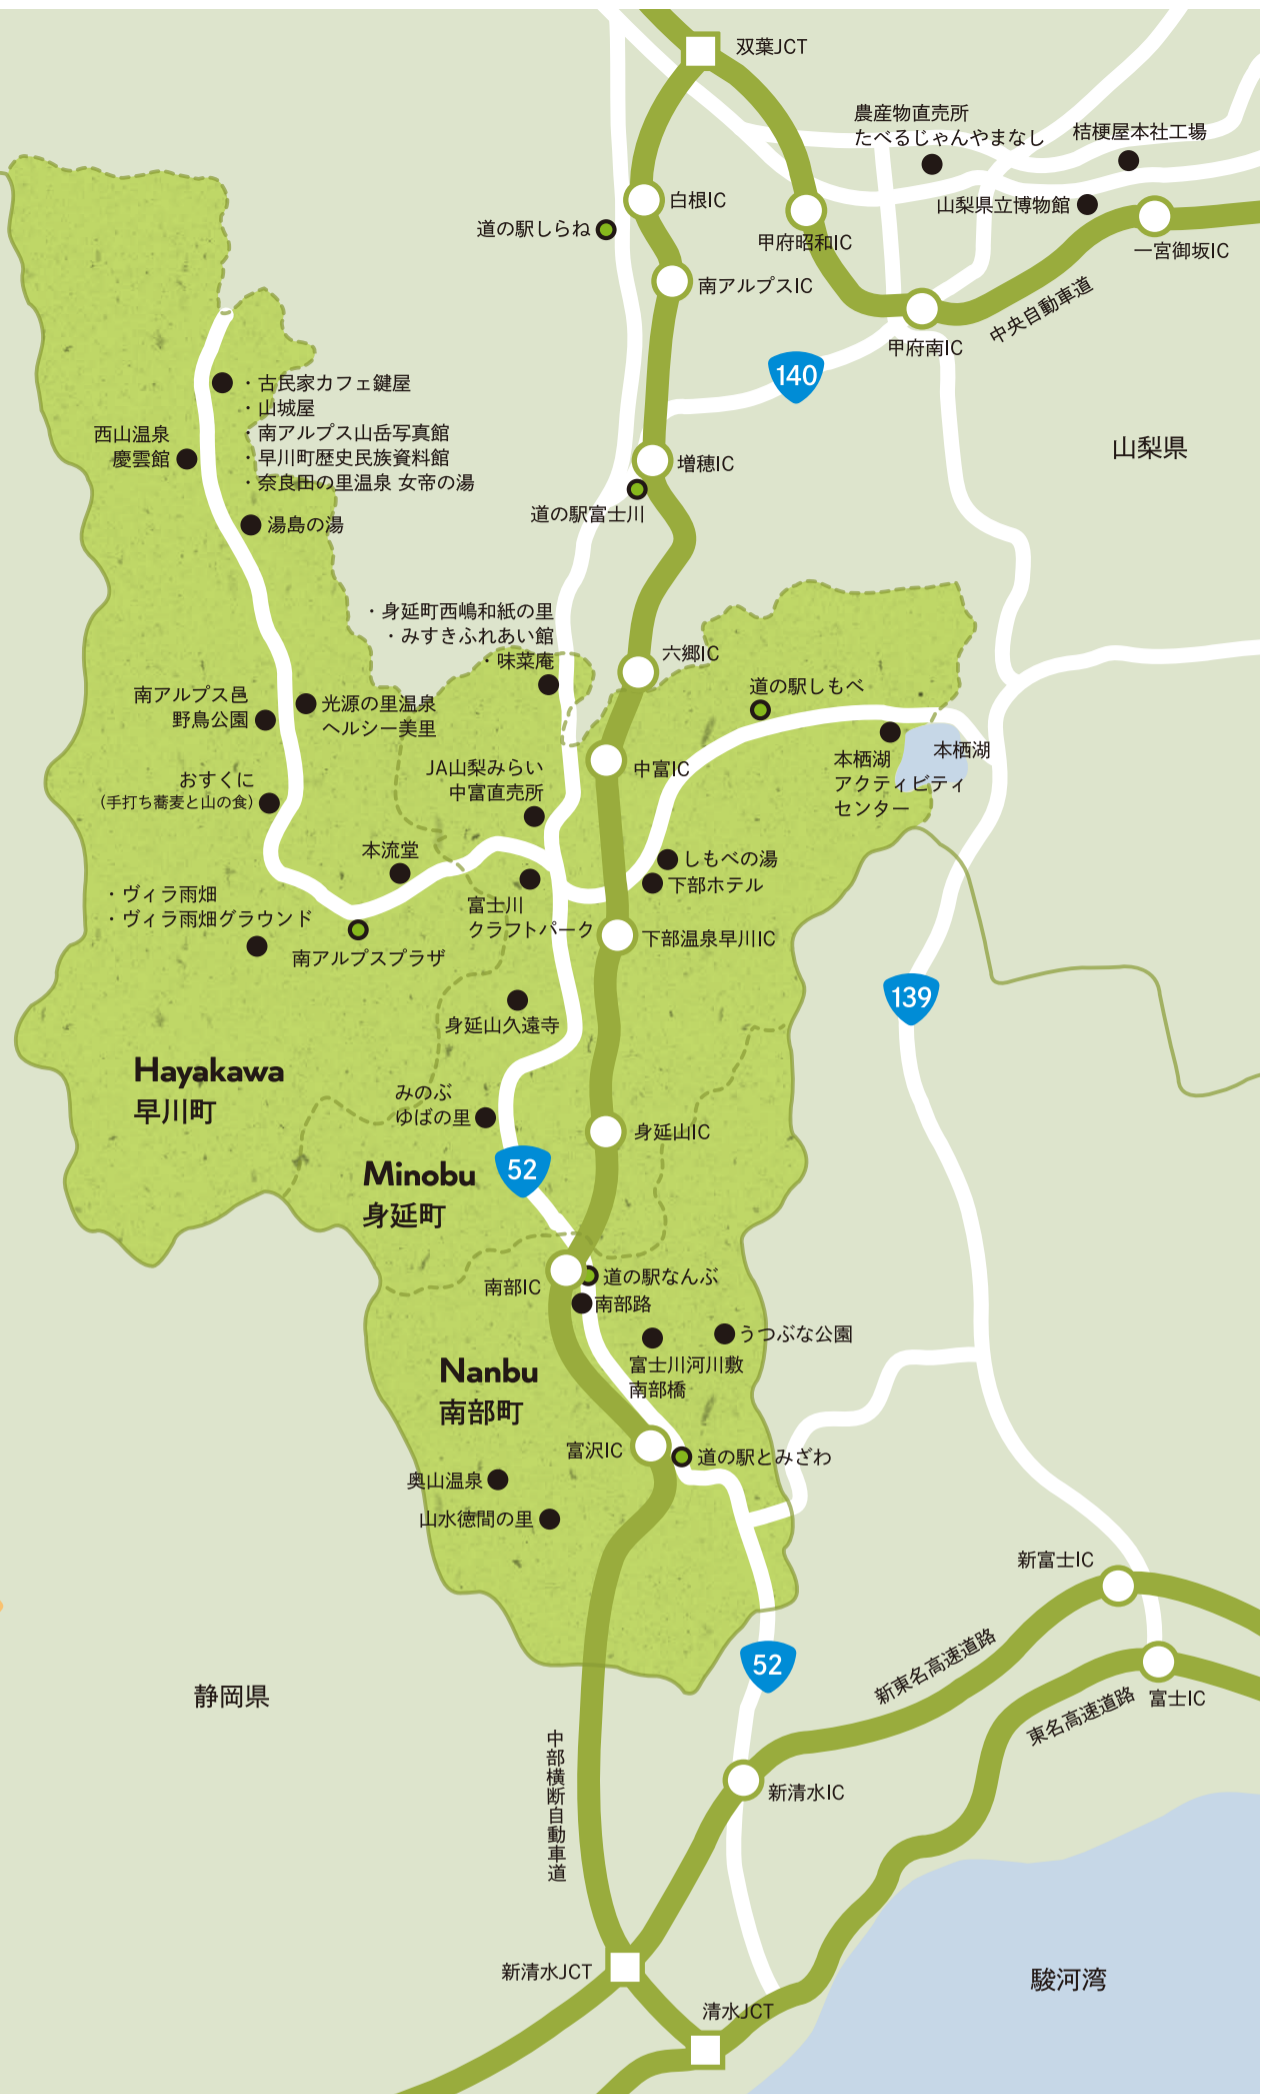 双葉JCT
農産物直売所
たべるじゃんやまなし
桔梗屋本社工場
白根IC
山梨県立博物館
道の駅しらね
甲府昭和IC
一宮御坂IC
南アルプスIC
中央自動車道
甲府南IC
140
・古民家カフェ鍵屋
・山城屋
・南アルプス山岳写真館
・早川町歴史民族資料館
・奈良田の里温泉 女帝の湯
西山温泉
慶雲館
山梨県
増穂IC
道の駅富士川
湯島の湯
・身延町西嶋和紙の里
・みすきふれあい館
・味菜庵
六郷IC
道の駅しもべ
南アルプス邑
野鳥公園
光源の里温泉
ヘルシー美里
本栖湖
本栖湖
アクティビティ
センター
中富IC
JA山梨みらい
中富直売所
おすくに
(手打ち蕎麦と山の食)
本流堂
しもべの湯
下部ホテル
・ヴィラ雨畑
・ヴィラ雨畑グラウンド
富士川
クラフトパーク
下部温泉早川IC
南アルプスプラザ
139
身延山久遠寺
Hayakawa
早川町
みのぶ
ゆばの里
身延山IC
52
Minobu
身延町
南部IC
道の駅なんぶ
南部路
うつぶな公園
富士川河川敷
南部橋
Nanbu
南部町
富沢IC
道の駅とみざわ
奥山温泉
山水徳間の里
新富士IC
52
新東名高速道路
静岡県
東名高速道路
富士IC
中部横断自動車道
新清水IC
新清水JCT
駿河湾
清水JCT